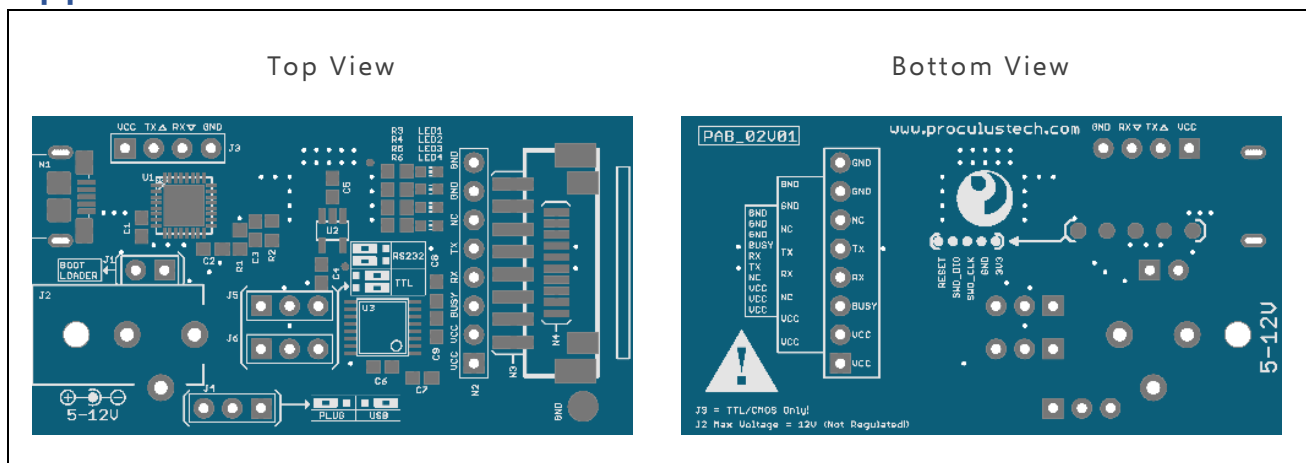 Top View
Bottom View
VCC TX△ RX▽ GND
J3
N1
U1
C1
C2
R1
C3
R2
J1
BOOT
LOADER
J2
5-12V
J5
J6
J4
PLUG USB
C5
U2
C4
RS232
TTL
U3
C6
C7
C8
C9
R3 LED1
R4 LED2
R5 LED3
R6 LED4
GND
GND
NC
TX
RX
BUSY
VCC
VCC
N2
N3
N4
GND
PAB_02V01
www.proculustech.com
GND RX▽ TX△ VCC
GND
GND
NC
TX
RX
BUSY
VCC
VCC
GND
GND
NC
TX
RX
NC
VCC
VCC
GND
GND
GND
BUSY
RX
TX
NC
VCC
VCC
VCC
RESET
SWD_DIO
SWD_CLK
GND
3V3
5-12V
J3 = TTL/CMOS Only!
J2 Max Voltage = 12V (Not Regulated!)